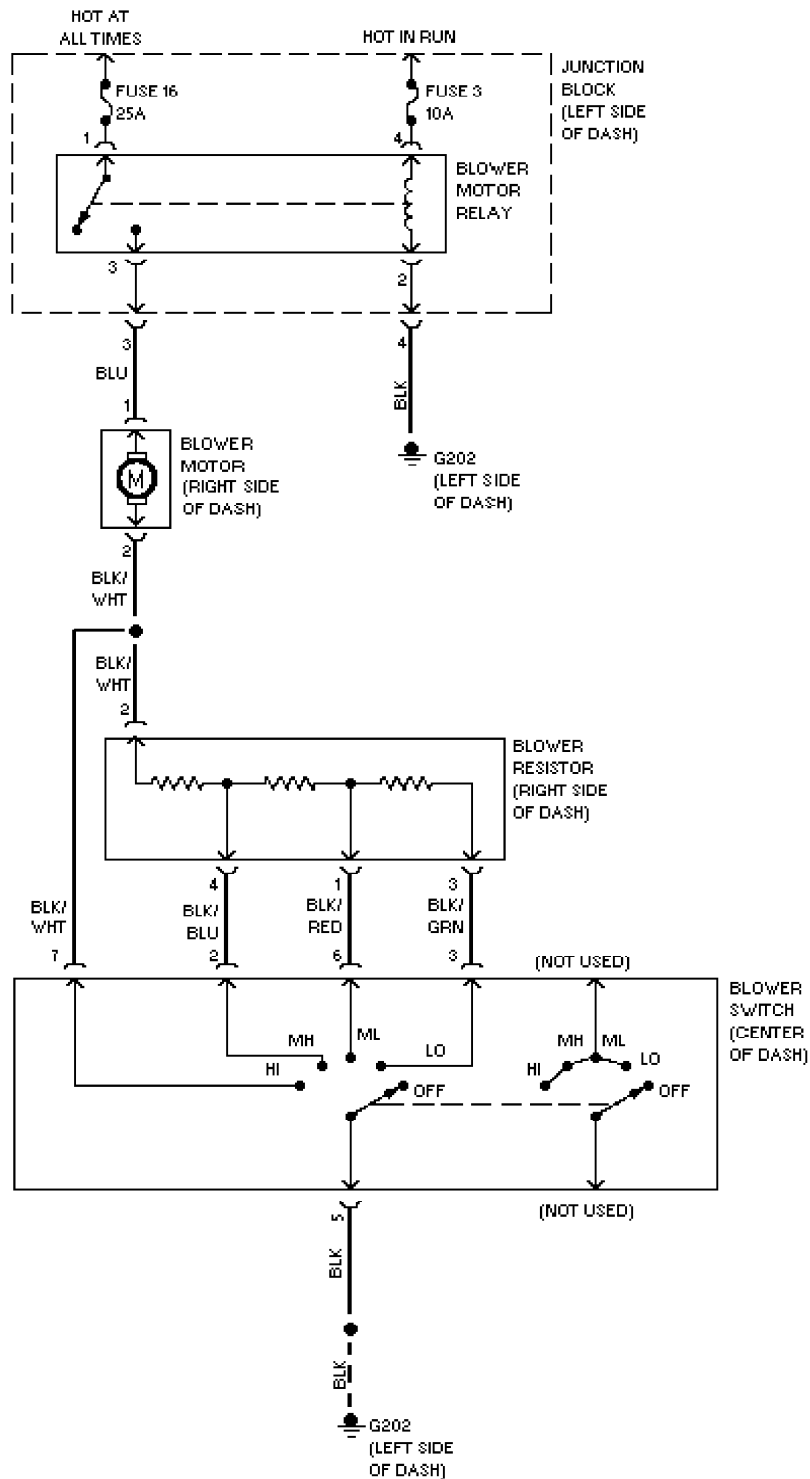 HOT AT
ALL TIMES
HOT IN RUN
JUNCTION
BLOCK
(LEFT SIDE
OF DASH)
FUSE 16
25A
FUSE 3
10A
1
4
BLOWER
MOTOR
RELAY
3
2
3
4
BLU
BLK
1
BLOWER
MOTOR
(RIGHT SIDE
OF DASH)
M
G202
(LEFT SIDE
OF DASH)
2
BLK/
WHT
BLK/
WHT
2
BLOWER
RESISTOR
(RIGHT SIDE
OF DASH)
4
1
3
BLK/
WHT
BLK/
BLU
BLK/
RED
BLK/
GRN
7
2
6
3
(NOT USED)
BLOWER
SWITCH
(CENTER
OF DASH)
HI
MH
ML
LO
OFF
HI
MH
ML
LO
OFF
(NOT USED)
5
BLK
BLK
G202
(LEFT SIDE
OF DASH)